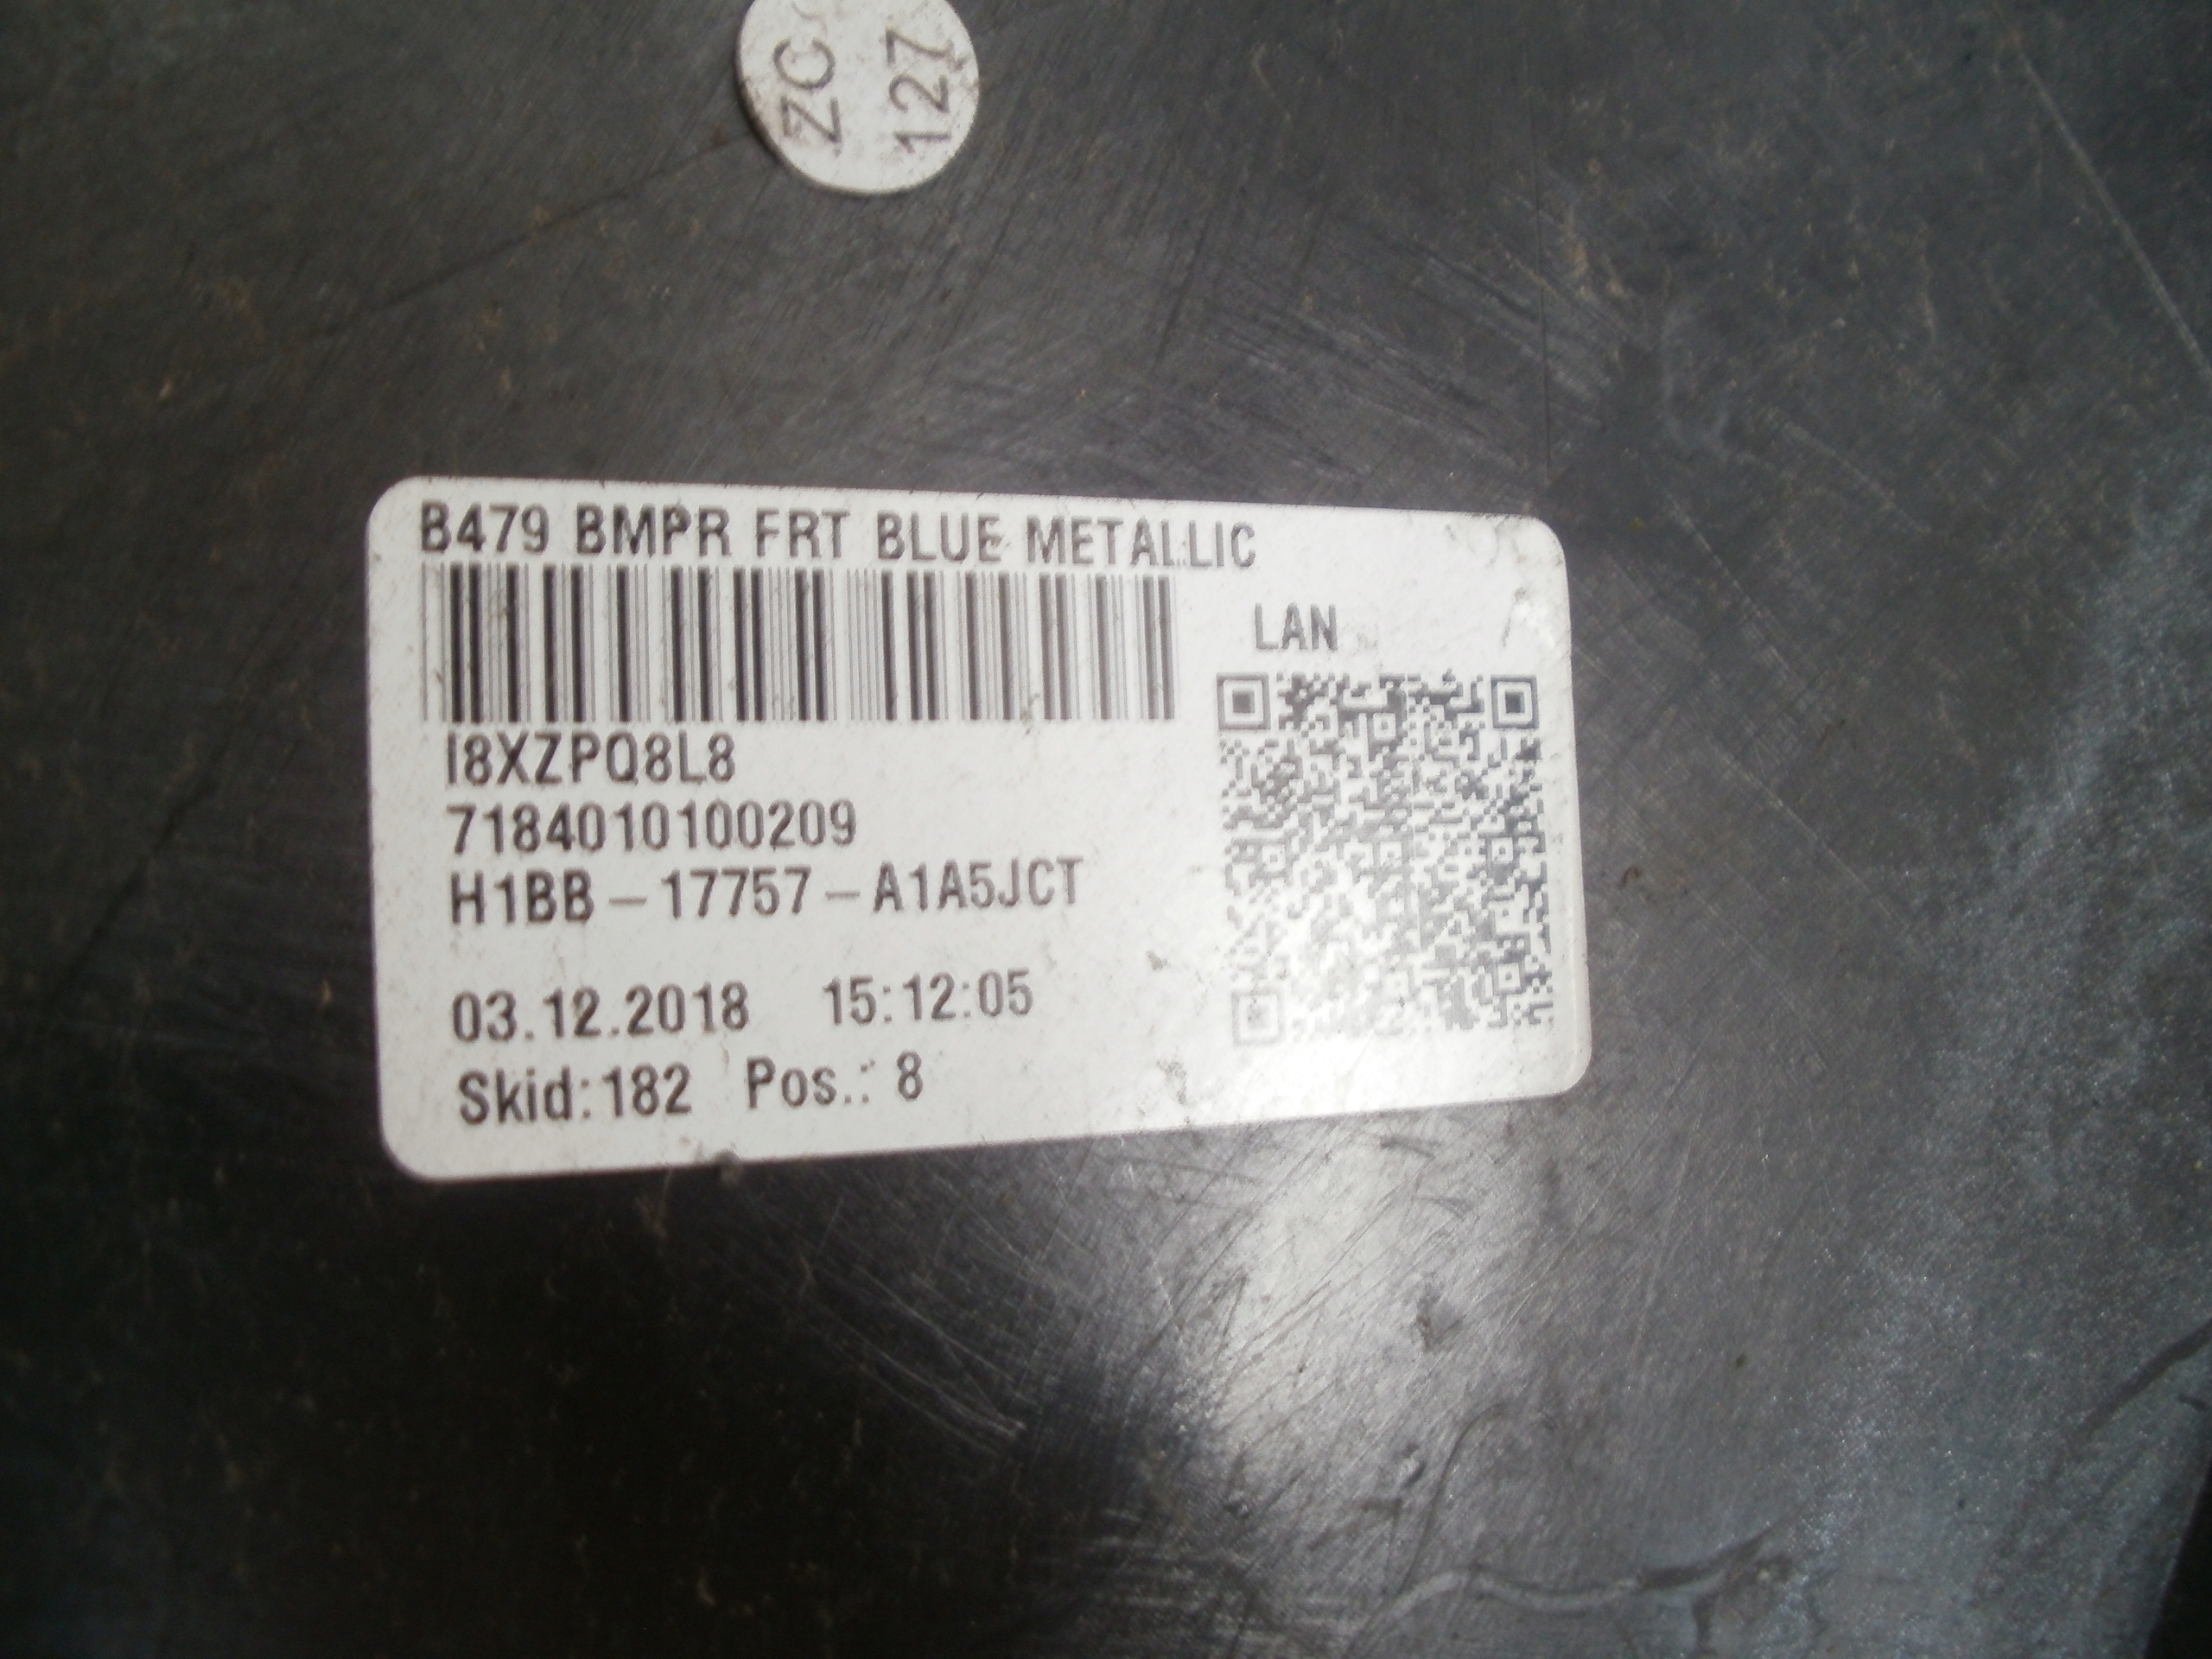 ZC
127
B479 BMPR FRT BLUE METALLIC
LAN
I8XZPQ8L8
7184010100209
H1BB-17757-A1A5JCT
03.12.2018 15:12:05
Skid:182 Pos.: 8